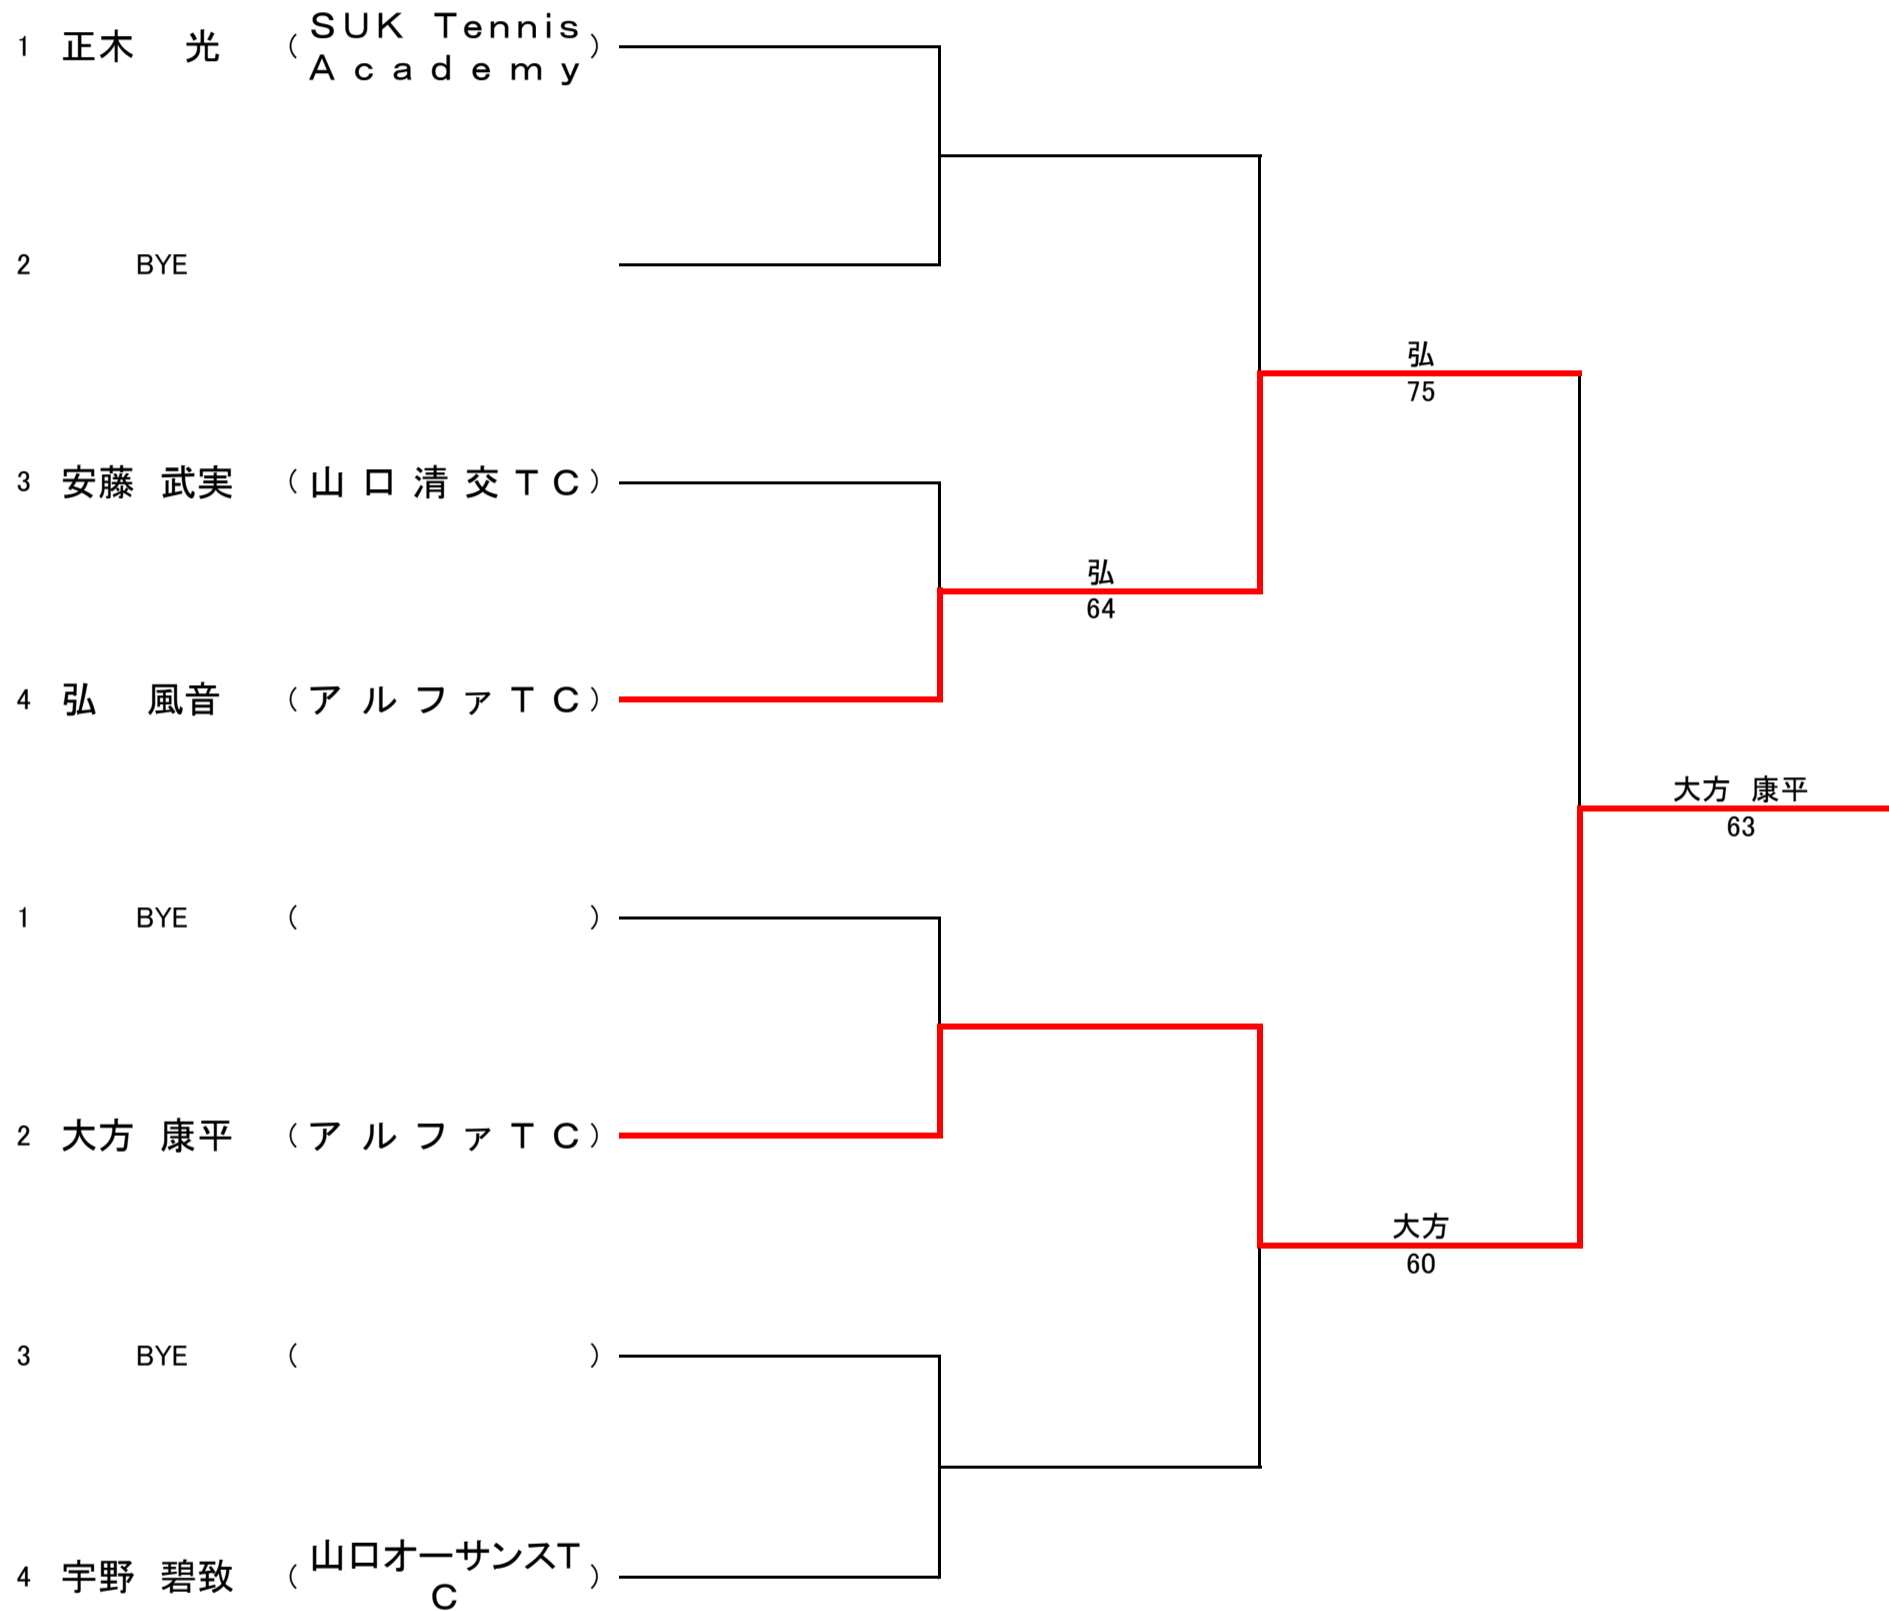 1 正木 光 (SUK Tennis
Academy)
2 BYE
弘
75
3 安藤 武実 (山口清交TC)
弘
64
4 弘 風音 (アルファTC)
大方 康平
63
1 BYE ( )
2 大方 康平 (アルファTC)
大方
60
3 BYE ( )
4 宇野 碧致 (山口オーサンスT
C)